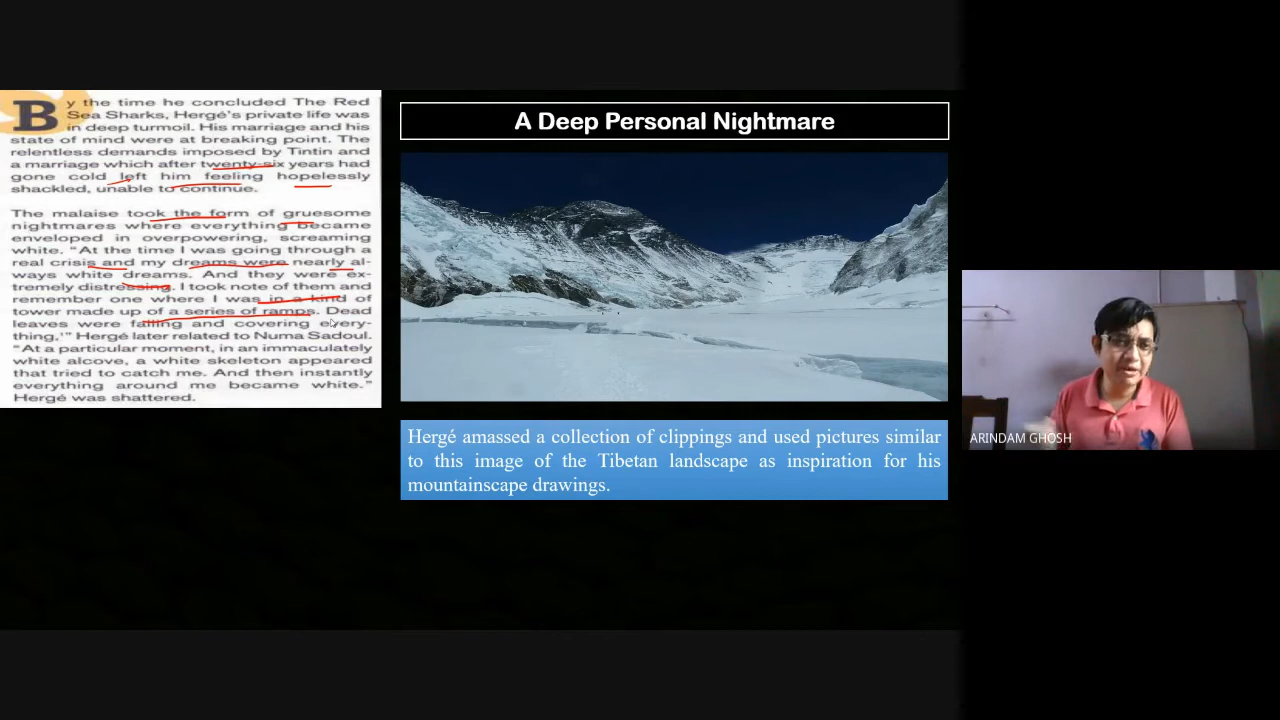 By the time he concluded The Red
Sea Sharks, Hergé's private life was
in deep turmoil. His marriage and his
state of mind were at breaking point. The
relentless demands imposed by Tintin and
a marriage which after twenty-six years had
gone cold left him feeling hopelessly
shackled, unable to continue.
The malaise took the form of gruesome
nightmares where everything became
enveloped in overpowering, screaming
white. "At the time I was going through a
real crisis and my dreams were nearly al-
ways white dreams. And they were ex-
tremely distressing. I took note of them and
remember one where I was in a kind of
tower made up of a series of ramps. Dead
leaves were falling and covering every-
thing,'" Hergé later related to Numa Sadoul.
"At a particular moment, in an immaculately
white alcove, a white skeleton appeared
that tried to catch me. And then instantly
everything around me became white."
Hergé was shattered.
A Deep Personal Nightmare
Hergé amassed a collection of clippings and used pictures similar
to this image of the Tibetan landscape as inspiration for his
mountainscape drawings.
ARINDAM GHOSH